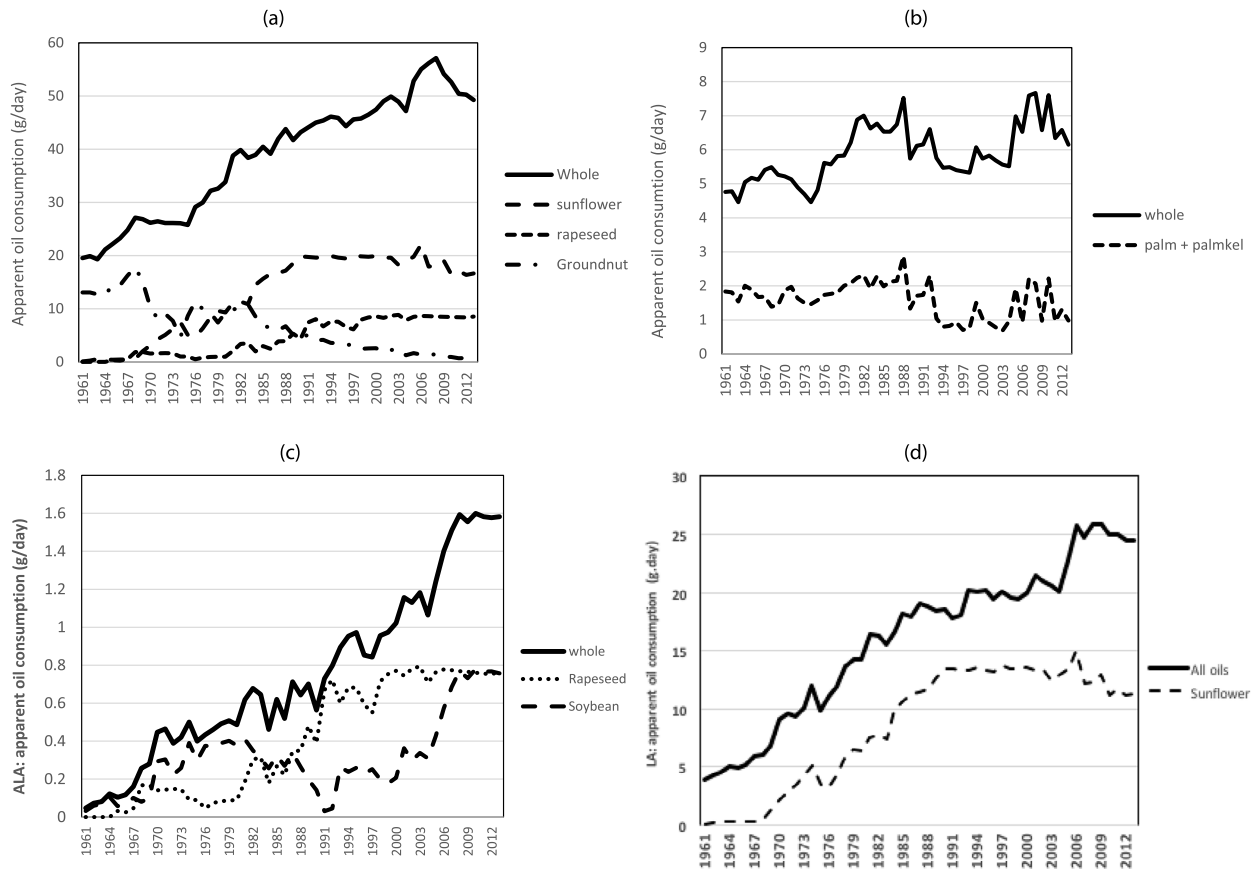 (a)
Apparent oil consumption (g/day)
60
50
40
30
20
10
0
1961 1964 1967 1970 1973 1976 1979 1982 1985 1988 1991 1994 1997 2000 2003 2006 2009 2012
Whole
sunflower
rapeseed
Groundnut
(b)
Apparent oil consumtion (g/day)
9
8
7
6
5
4
3
2
1
0
1961 1964 1967 1970 1973 1976 1979 1982 1985 1988 1991 1994 1997 2000 2003 2006 2009 2012
whole
palm + palmkel
(c)
ALA: apparent oil consumption (g/day)
1.8
1.6
1.4
1.2
1
0.8
0.6
0.4
0.2
0
1961 1964 1967 1970 1973 1976 1979 1982 1985 1988 1991 1994 1997 2000 2003 2006 2009 2012
whole
Rapeseed
Soybean
(d)
LA: apparent oil consumption (g.day)
30
25
20
15
10
5
0
1961 1964 1967 1970 1973 1976 1979 1982 1985 1988 1991 1994 1997 2000 2003 2006 2009 2012
All oils
Sunflower